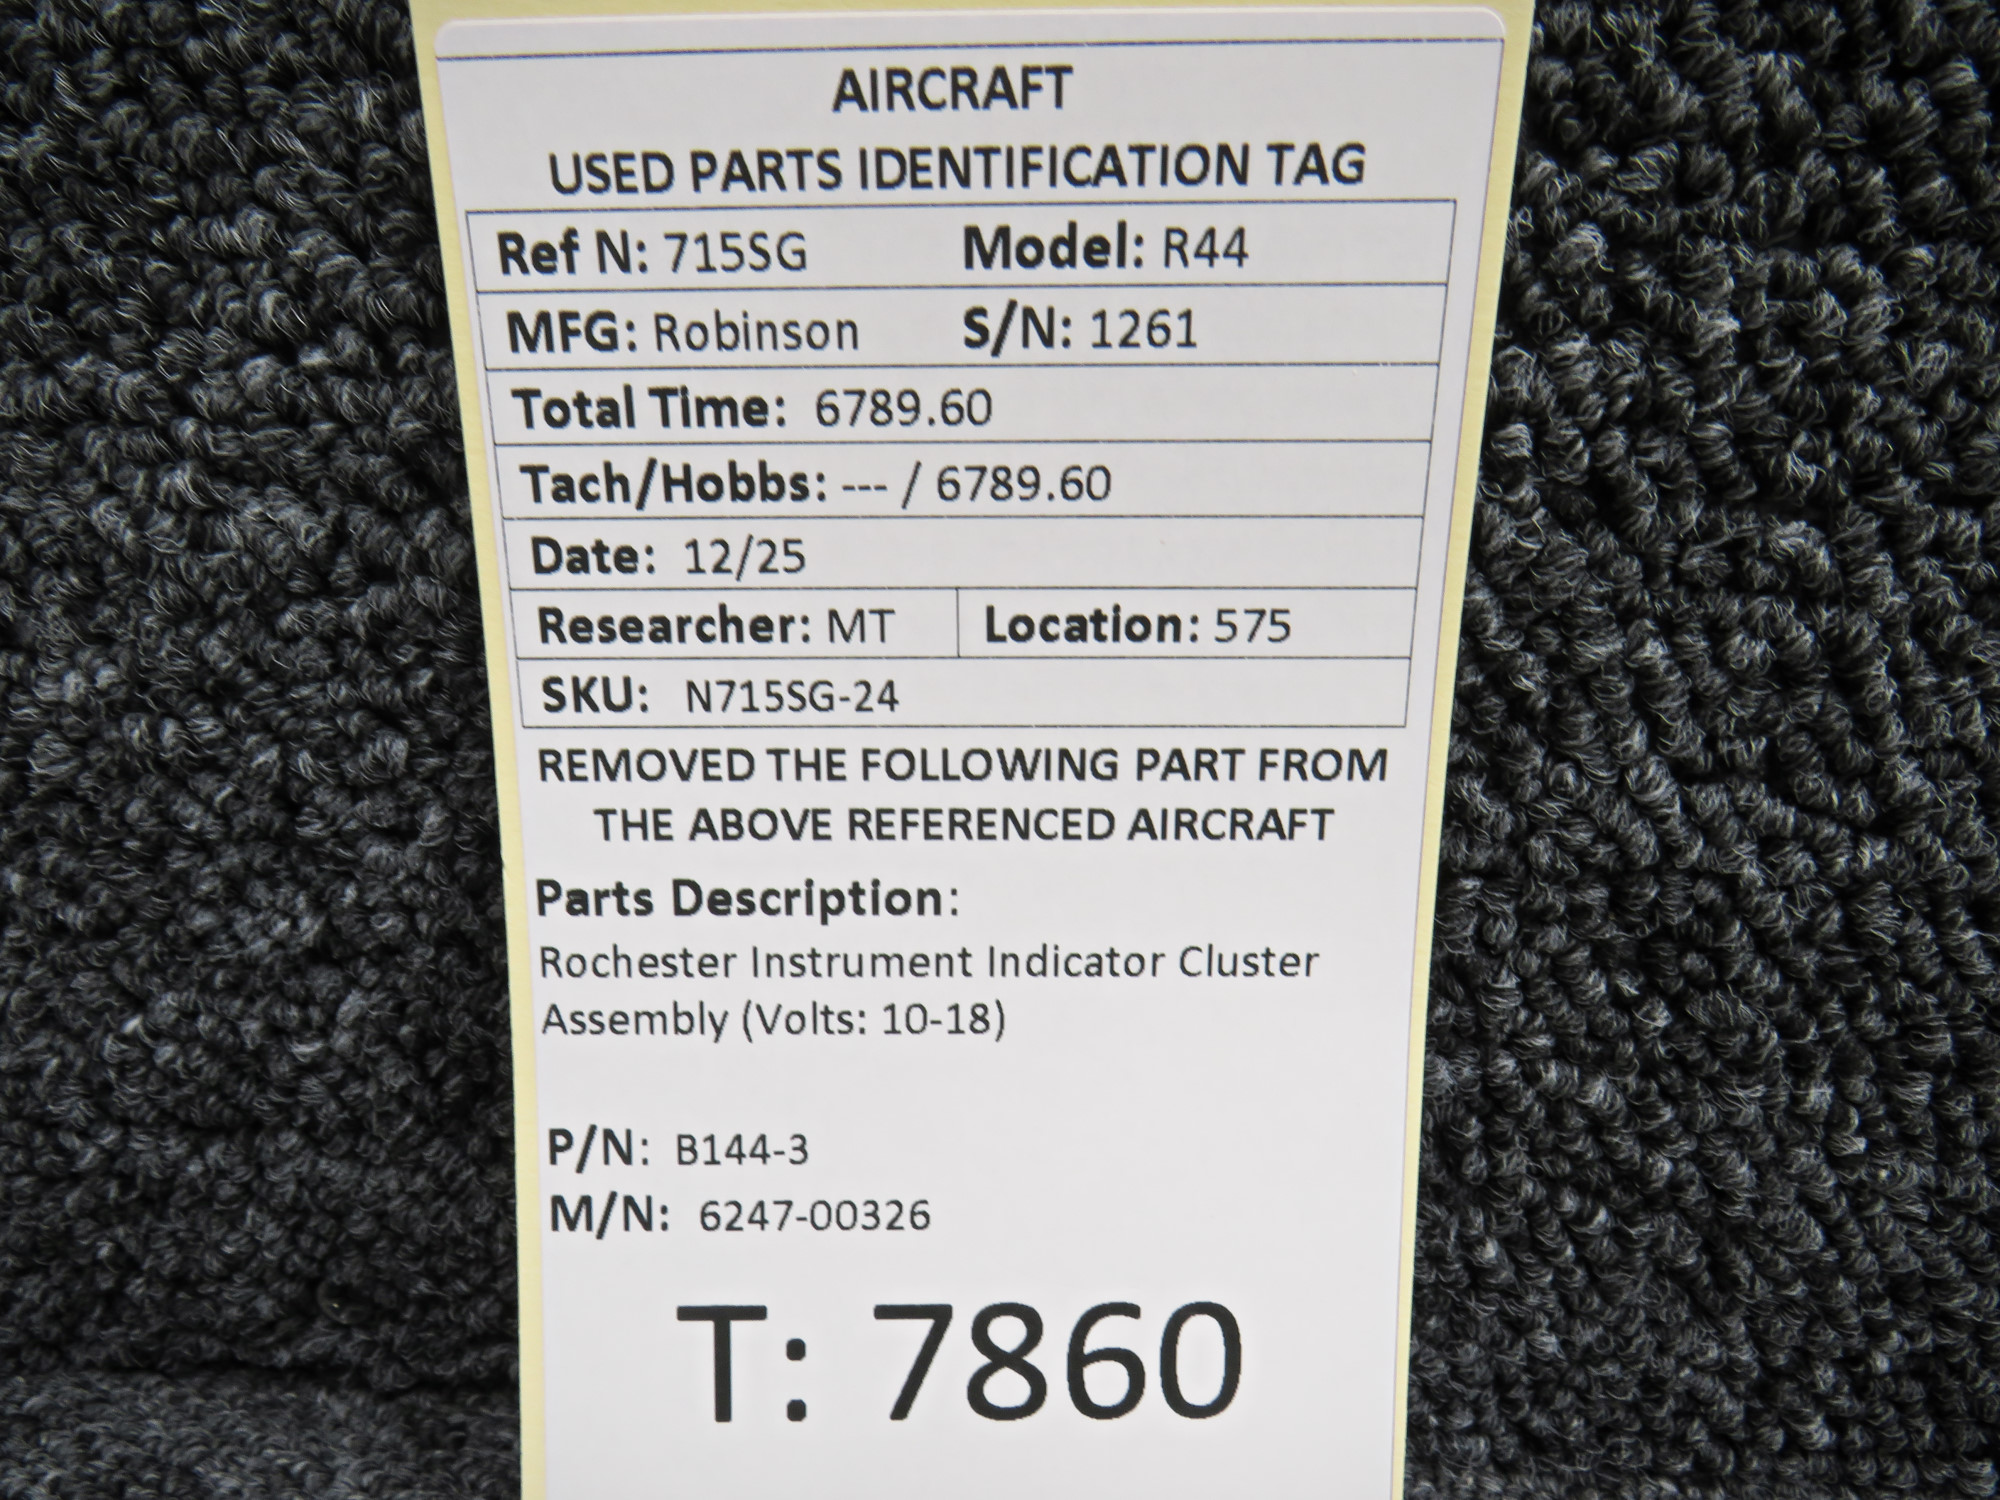 AIRCRAFT
USED PARTS IDENTIFICATION TAG
Ref N: 715SG Model: R44
MFG: Robinson S/N: 1261
Total Time: 6789.60
Tach/Hobbs: --- / 6789.60
Date: 12/25
Researcher: MT Location: 575
SKU: N715SG-24
REMOVED THE FOLLOWING PART FROM
THE ABOVE REFERENCED AIRCRAFT
Parts Description:
Rochester Instrument Indicator Cluster
Assembly (Volts: 10-18)
P/N: B144-3
M/N: 6247-00326
T: 7860